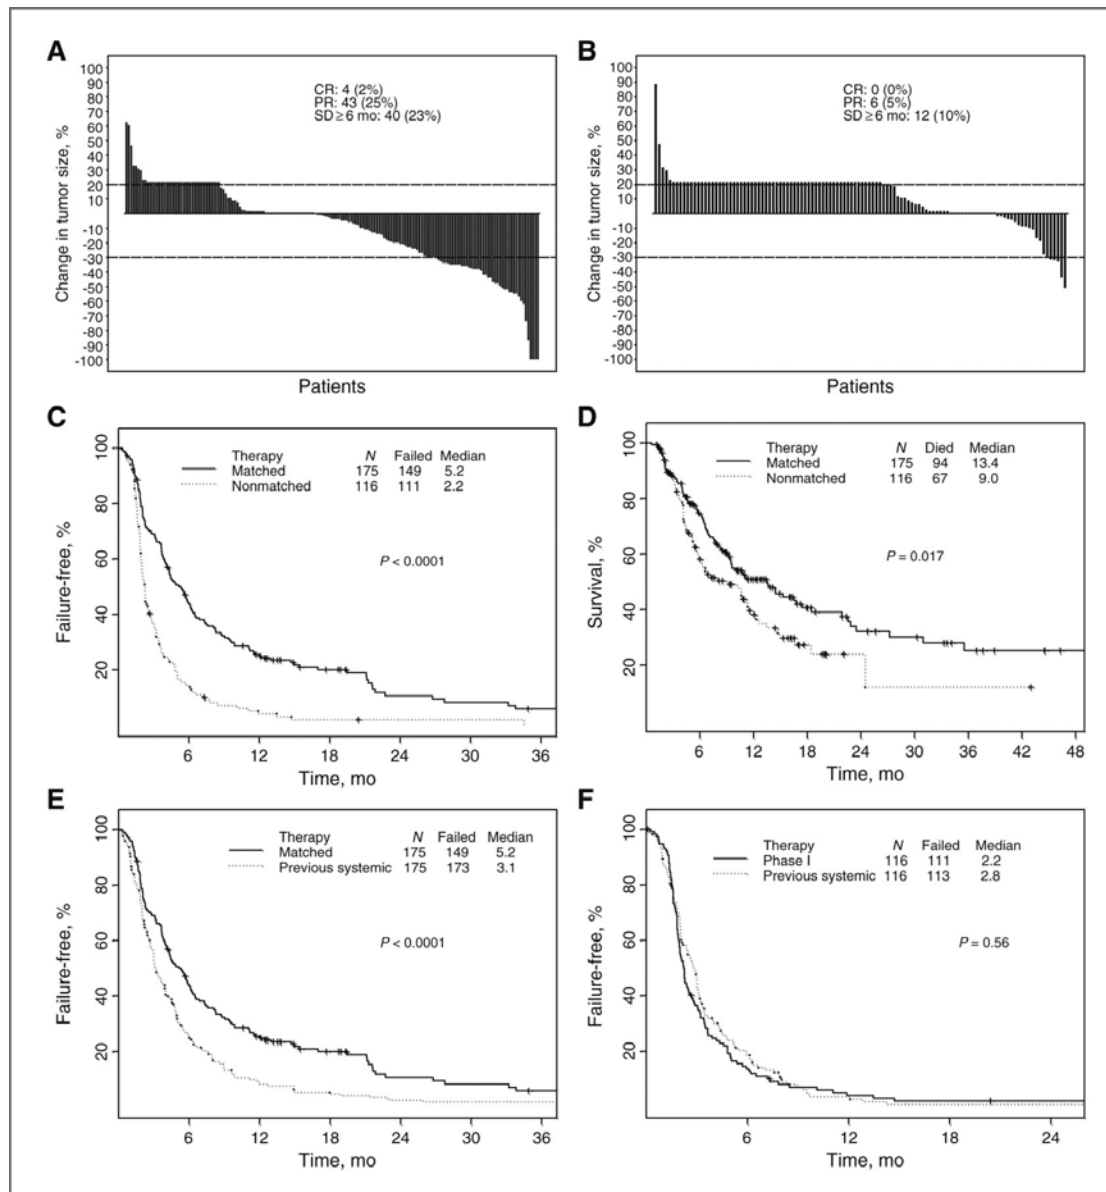 A
Change in tumor size, %
100
90
80
70
60
50
40
30
20
10
-10
-20
-30
-40
-50
-60
-70
-80
-90
-100
CR: 4 (2%)
PR: 43 (25%)
SD ≥ 6 mo: 40 (23%)
Patients
B
Change in tumor size, %
100
90
80
70
60
50
40
30
20
10
-10
-20
-30
-40
-50
-60
-70
-80
-90
-100
CR: 0 (0%)
PR: 6 (5%)
SD ≥ 6 mo: 12 (10%)
Patients
C
Failure-free, %
100
80
60
40
20
Therapy N Failed Median
Matched 175 149 5.2
Nonmatched 116 111 2.2
P < 0.0001
6 12 18 24 30 36
Time, mo
D
Survival, %
100
80
60
40
20
Therapy N Died Median
Matched 175 94 13.4
Nonmatched 116 67 9.0
P = 0.017
6 12 18 24 30 36 42 48
Time, mo
E
Failure-free, %
100
80
60
40
20
Therapy N Failed Median
Matched 175 149 5.2
Previous systemic 175 173 3.1
P < 0.0001
6 12 18 24 30 36
Time, mo
F
Failure-free, %
100
80
60
40
20
Therapy N Failed Median
Phase I 116 111 2.2
Previous systemic 116 113 2.8
P = 0.56
6 12 18 24
Time, mo